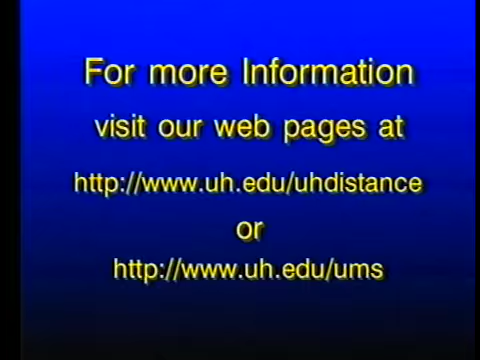 For more Information
visit our web pages at
http://www.uh.edu/uhdistance
or
http://www.uh.edu/ums